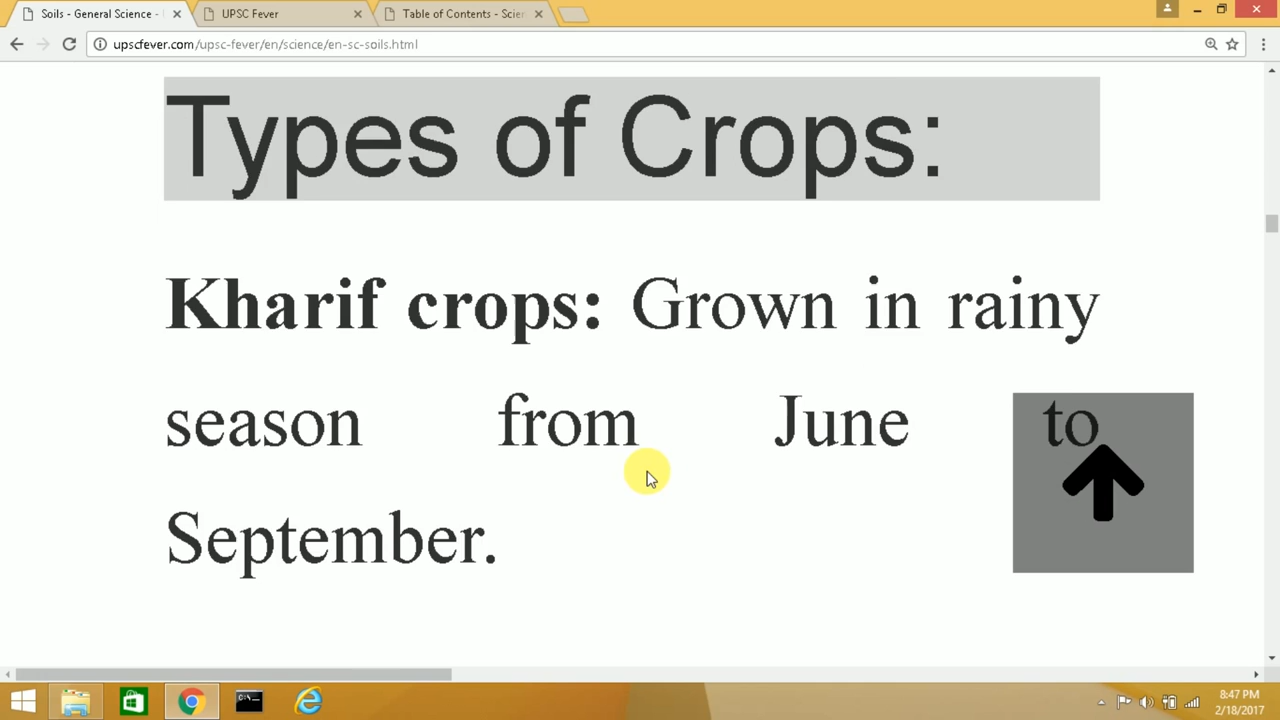 Soils - General Science -
UPSC Fever
Table of Contents - Scien
upscfever.com/upsc-fever/en/science/en-sc-soils.html
Types of Crops:
Kharif crops: Grown in rainy
season from June to
September.
8:47 PM
2/18/2017